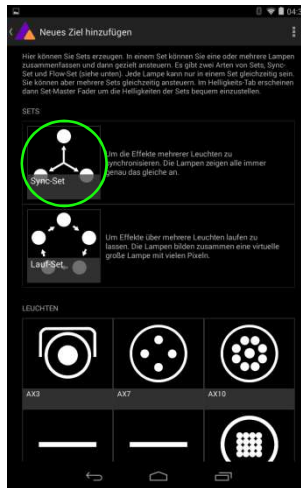 04:3
Neues Ziel hinzufügen
Hier können Sie Sets erzeugen. In einem Set können Sie eine oder mehrere Lampen
zusammenfassen und dann gezielt ansteuern. Es gibt zwei Arten von Sets, Sync-
Set und Flow-Set (siehe unten). Jede Lampe kann nur in einem Set gleichzeitig sein.
Sie können aber mehrere Sets gleichzeitig ansteuern. Im Helligkeits-Tab erscheinen
dann Set-Master Fader um die Helligkeiten der Sets bequem einzustellen.
SETS
Um die Effekte mehrerer Leuchten zu
synchronisieren. Die Lampen zeigen alle immer
genau das gleiche an.
Sync-Set
Um Effekte über mehrere Leuchten laufen zu
lassen. Die Lampen bilden zusammen eine virtuelle
große Lampe mit vielen Pixeln.
Lauf-Set
LEUCHTEN
AX3 AX7 AX10